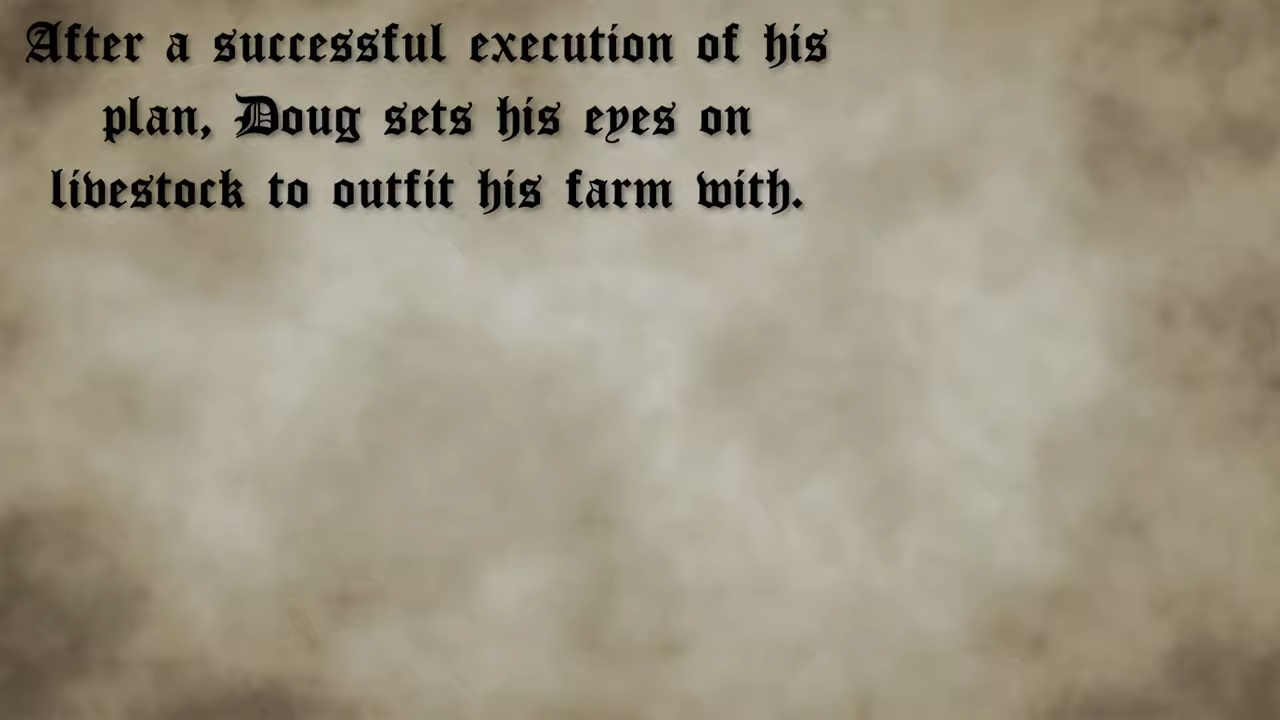 After a successful execution of his
plan, Doug sets his eyes on
livestock to outfit his farm with.